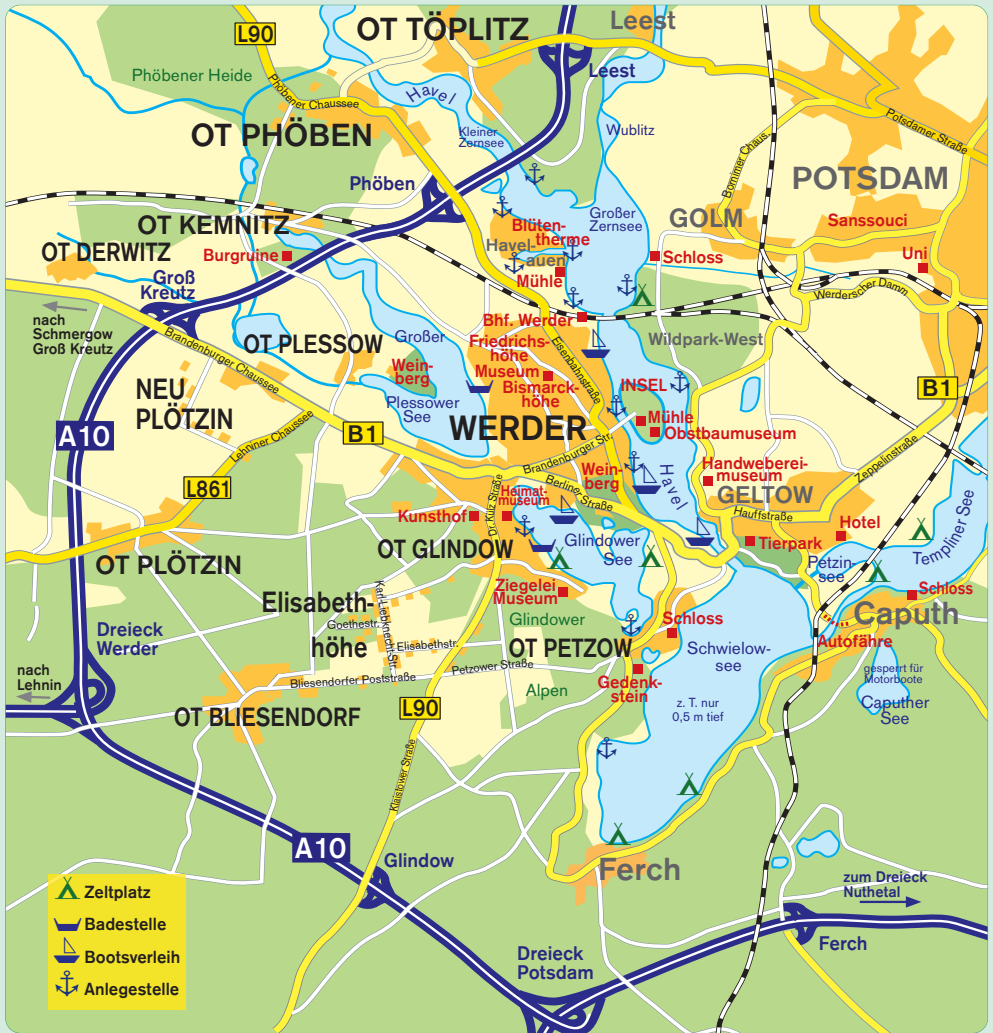 OT TÖPLITZ
Leest
L90
Phöbener Heide
Leest
Havel
Phöbener Chaussee
Kleiner
Zernsee
Wublitz
Potsdamer Straße
OT PHÖBEN
Bornimer Chaus.
POTSDAM
Phöben
Großer
Zernsee
GOLM
Sanssouci
OT KEMNITZ
Blüten-
therme
OT DERWITZ
Burgruine
Havel-
auen
Schloss
Uni
Mühle
Groß
Kreutz
Werderscher Damm
nach
Schmergow
Groß Kreutz
Bhf. Werder
Brandenburger Chaussee
OT PLESSOW
Großer
Friedrichs-
höhe
Eisenbahnstraße
Wildpark-West
Wein-
berg
Museum
Bismarck-
höhe
INSEL
B1
NEU
PLÖTZIN
Plessower
See
Mühle
Obstbaumuseum
A10
Lehniner Chaussee
B1
WERDER
Brandenburger Str.
Zeppelinstraße
Wein-
berg
Havel
Handweberei-
museum
L861
Berliner Straße
GELTOW
Heimat-
museum
Dr. Külz Straße
Kunsthof
Hauffstraße
Hotel
Templiner See
OT GLINDOW
Glindower
See
Tierpark
Petzin-
see
OT PLÖTZIN
Ziegelei
Museum
Schloss
Elisabeth-
höhe
Karl-Liebknecht-Str.
Goethestr.
Elisabethstr.
Glindower
Schloss
Caputh
Autofähre
Dreieck
Werder
OT PETZOW
Schwielow-
see
nach
Lehnin
Petzower Straße
Bliesendorfer Poststraße
Gedenk-
stein
gesperrt für
Motorboote
Alpen
Caputher
See
z. T. nur
0,5 m tief
L90
OT BLIESENDORF
Klaistower Straße
A10
Glindow
Ferch
zum Dreieck
Nuthetal
Zeltplatz
Badestelle
Bootsverleih
Anlegestelle
Ferch
Dreieck
Potsdam